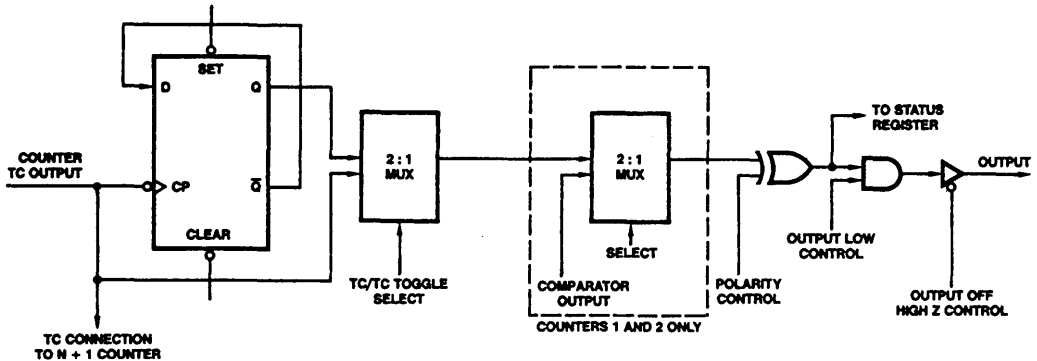 SET
D
Q
COUNTER
TC OUTPUT
CP
Q
CLEAR
TC CONNECTION
TO N + 1 COUNTER
2 : 1
MUX
TC/TC TOGGLE
SELECT
2 : 1
MUX
SELECT
COMPARATOR
OUTPUT
COUNTERS 1 AND 2 ONLY
POLARITY
CONTROL
TO STATUS
REGISTER
OUTPUT LOW
CONTROL
OUTPUT
OUTPUT OFF
HIGH Z CONTROL